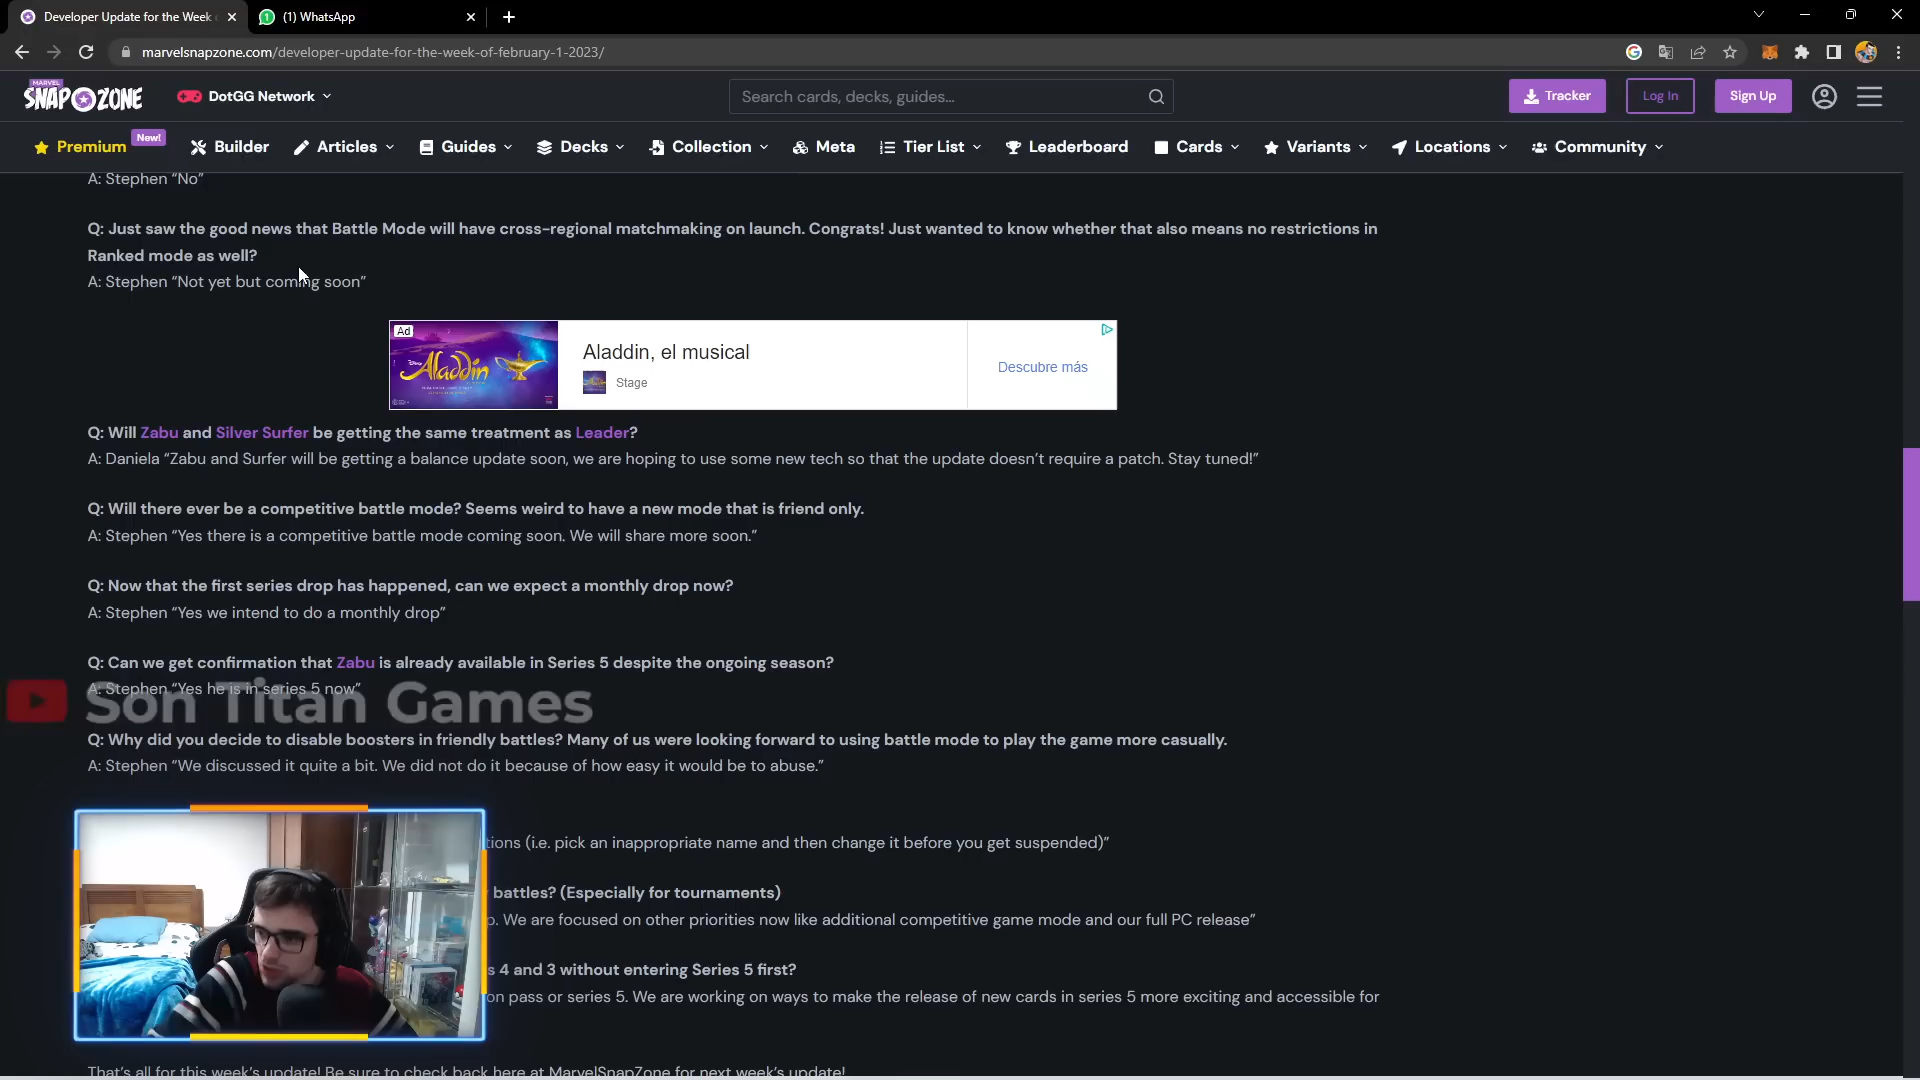 Developer Update for the Week
(1) WhatsApp
marvelsnapzone.com/developer-update-for-the-week-of-february-1-2023/
MARVEL
SNAP ZONE
DotGG Network
Search cards, decks, guides...
Tracker
Log In
Sign Up
Premium
New!
Builder
Articles
Guides
Decks
Collection
Meta
Tier List
Leaderboard
Cards
Variants
Locations
Community
A: Stephen “No”
Q: Just saw the good news that Battle Mode will have cross-regional matchmaking on launch. Congrats! Just wanted to know whether that also means no restrictions in
Ranked mode as well?
A: Stephen “Not yet but coming soon”
Ad
Aladdin
Aladdin, el musical
Stage
Descubre más
Q: Will Zabu and Silver Surfer be getting the same treatment as Leader?
A: Daniela “Zabu and Surfer will be getting a balance update soon, we are hoping to use some new tech so that the update doesn’t require a patch. Stay tuned!”
Q: Will there ever be a competitive battle mode? Seems weird to have a new mode that is friend only.
A: Stephen “Yes there is a competitive battle mode coming soon. We will share more soon.”
Q: Now that the first series drop has happened, can we expect a monthly drop now?
A: Stephen “Yes we intend to do a monthly drop”
Q: Can we get confirmation that Zabu is already available in Series 5 despite the ongoing season?
A: Stephen “Yes he is in series 5 now”
Son Titan Games
Q: Why did you decide to disable boosters in friendly battles? Many of us were looking forward to using battle mode to play the game more casually.
A: Stephen “We discussed it quite a bit. We did not do it because of how easy it would be to abuse.”
tions (i.e. pick an inappropriate name and then change it before you get suspended)”
battles? (Especially for tournaments)
. We are focused on other priorities now like additional competitive game mode and our full PC release”
s 4 and 3 without entering Series 5 first?
on pass or series 5. We are working on ways to make the release of new cards in series 5 more exciting and accessible for
That’s all for this week’s update! Be sure to check back here at MarvelSnapZone for next week’s update!